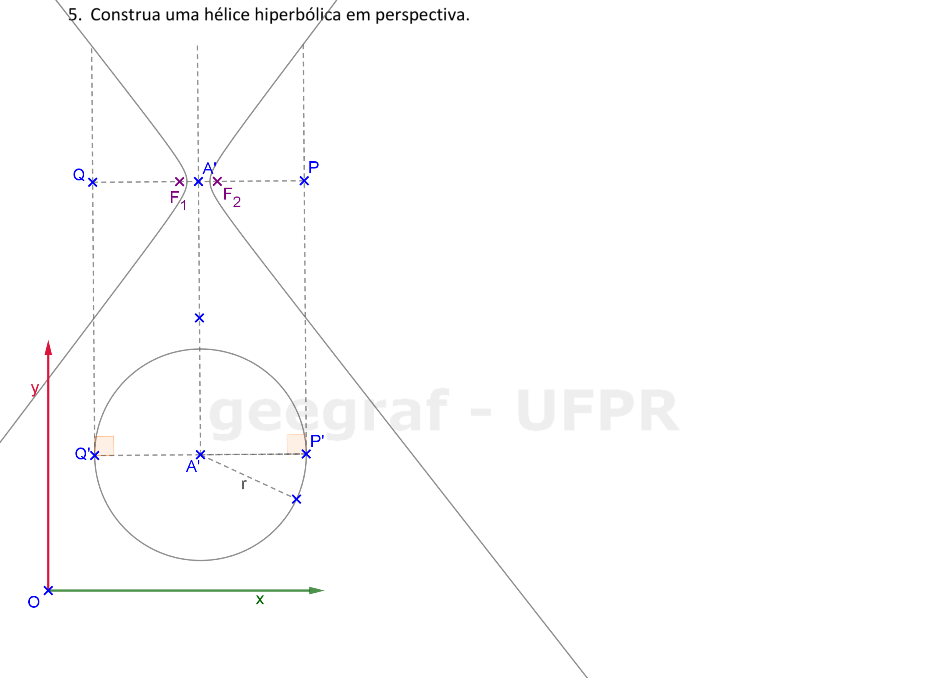 5. Construa uma hélice hiperbólica em perspectiva.
Q
A'
P
F1
F2
y
geegraf - UFPR
Q'
A'
P'
r
O
x